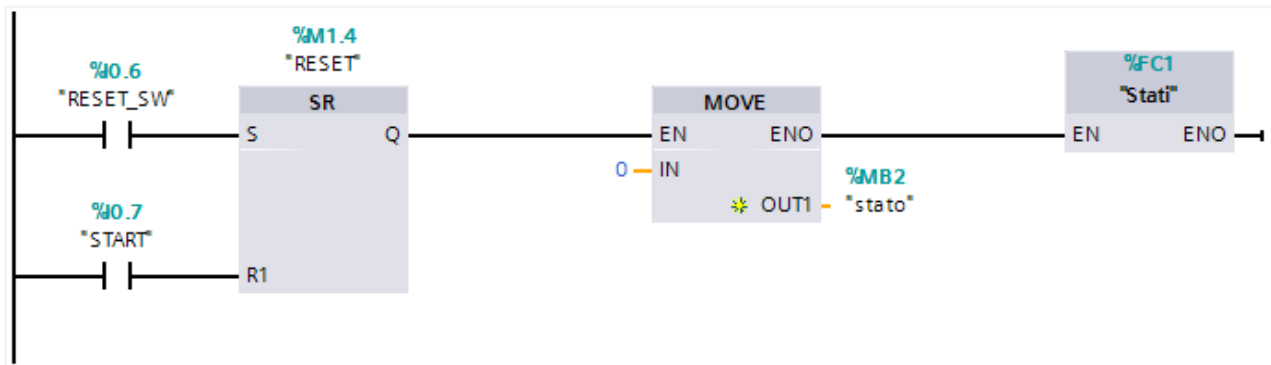 %M1.4
"RESET"
%I0.6
"RESET_SW"
SR
S Q
%I0.7
"START"
R1
MOVE
EN ENO
0 IN
OUT1
%MB2
"stato"
%FC1
"Stati"
EN ENO